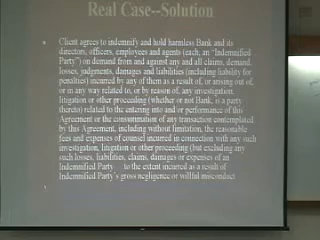 Real Case--Solution
Client agrees to indemnify and hold harmless Bank and its
directors, officers, employees and agents (each, an "Indemnified
Party") on demand from against any and all claims, demand,
losses, judgments, damages and liabilities (including liability for
penalties) incurred by any of them as a result of, or arising out of,
or in any way related to, or by reason of, any investigation,
litigation or other proceeding (whether or not Bank, is a party
thereto) related to the entering into and or performance of this
Agreement or the consummation of any transaction contemplated
by this Agreement, including without limitation, the reasonable
fees and expenses of counsel incurred in connection with any such
investigation, litigation or other proceeding (but excluding any
such losses, liabilities, claims, damages or expenses of an
Indemnified Party to the extent incurred as a result of
Indemnified Party's gross negligence or willful misconduct